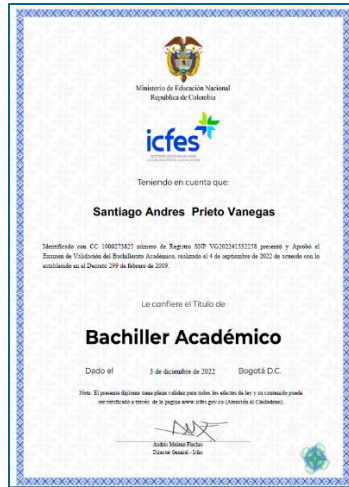 Ministerio de Educación Nacional
República de Colombia
icfes
Teniendo en cuenta que:
Santiago Andres Prieto Vanegas
Identificado con CC 1000273825 número de Registro SNP VG202241532258 presentó y Aprobó el
Examen de Validación del Bachillerato Académico, realizado el 4 de septiembre de 2022 de acuerdo con lo
establecido en el Decreto 299 de febrero de 2009.
Le confiere el Título de
Bachiller Académico
Dado el 3 de diciembre de 2022 Bogotá D.C.
Nota. El presente diploma tiene plena validez para todos los efectos de ley y su contenido puede
ser verificado a través de la pagina www.icfes.gov.co (Atención al Ciudadano).
Andrés Molano Flechas
Director General - Icfes